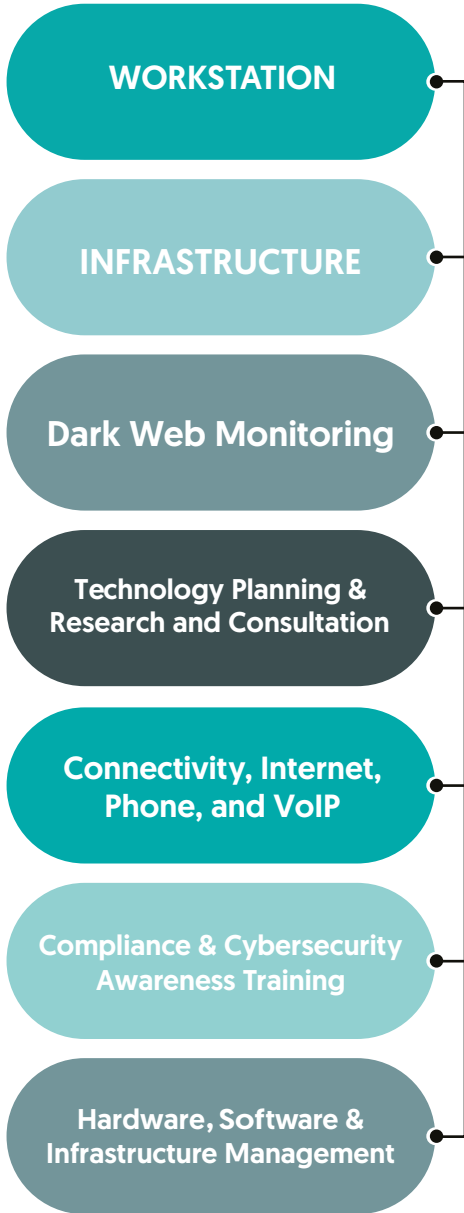 WORKSTATION
INFRASTRUCTURE
Dark Web Monitoring
Technology Planning &
Research and Consultation
Connectivity, Internet,
Phone, and VoIP
Compliance & Cybersecurity
Awareness Training
Hardware, Software &
Infrastructure Management